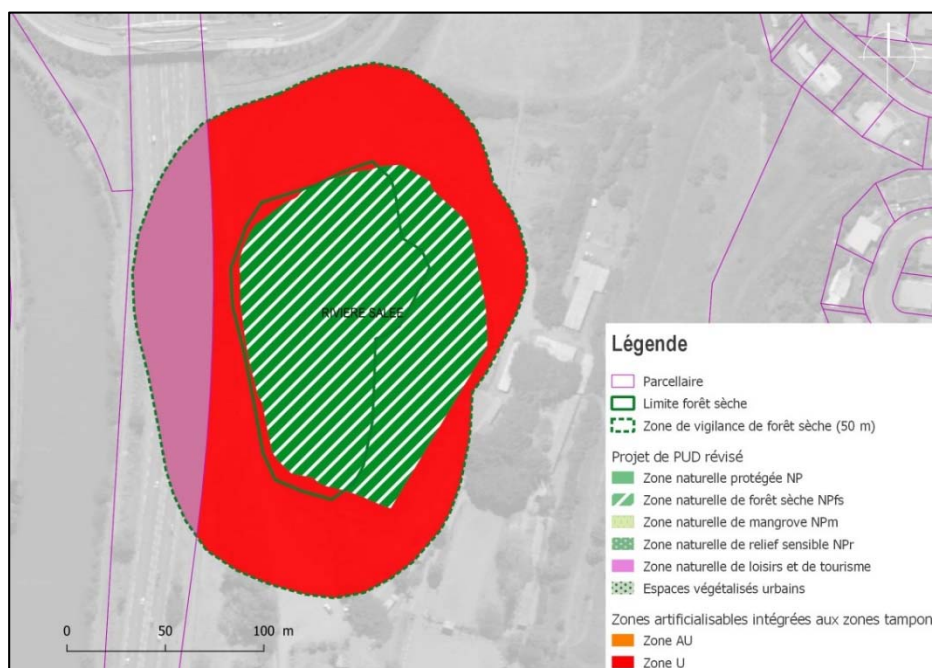 RIVIERE SALEE
0 50 100 m
Légende
Parcellaire
Limite forêt sèche
Zone de vigilance de forêt sèche (50 m)
Projet de PUD révisé
Zone naturelle protégée NP
Zone naturelle de forêt sèche NPfs
Zone naturelle de mangrove NPm
Zone naturelle de relief sensible NPr
Zone naturelle de loisirs et de tourisme
Espaces végétalisés urbains
Zones artificialisables intégrées aux zones tampon
Zone AU
Zone U